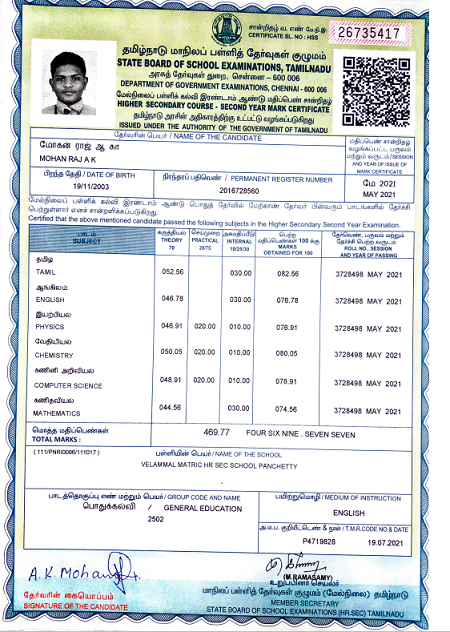 சான்றிதழ் வரிசை எண்
CERTIFICATE SL. NO : HSS
26735417
தமிழ்நாடு மாநிலப் பள்ளித் தேர்வுகள் குழுமம்
STATE BOARD OF SCHOOL EXAMINATIONS, TAMILNADU
அரசுத் தேர்வுகள் துறை, சென்னை – 600 006
DEPARTMENT OF GOVERNMENT EXAMINATIONS, CHENNAI - 600 006
மேல்நிலைப் பள்ளிக் கல்வி இரண்டாம் ஆண்டு மதிப்பெண் சான்றிதழ்
HIGHER SECONDARY COURSE - SECOND YEAR MARK CERTIFICATE
தமிழ்நாடு அரசின் அதிகாரத்திற்கு உட்பட்டு வழங்கப்படுகிறது
ISSUED UNDER THE AUTHORITY OF THE GOVERNMENT OF TAMILNADU
தேர்வரின் பெயர் / NAME OF THE CANDIDATE
மோகன் ராஜ் ஆ கா
MOHAN RAJ A K
மதிப்பெண் சான்றிதழ் வழங்கப்பட்ட பருவம் மற்றும் வருடம் / SESSION AND YEAR OF ISSUE OF MARK CERTIFICATE
பிறந்த தேதி / DATE OF BIRTH
19/11/2003
நிரந்தரப் பதிவெண் / PERMANENT REGISTER NUMBER
2016728560
மே 2021
MAY 2021
மேல்நிலைப் பள்ளிக் கல்வி இரண்டாம் ஆண்டு பொதுத் தேர்வில் மேற்காண் தேர்வர் பின்வரும் பாடங்களில் தேர்ச்சி
பெற்றுள்ளார் எனச் சான்றளிக்கப்படுகிறது.
Certified that the above mentioned candidate passed the following subjects in the Higher Secondary Second Year Examination.
பாடம் SUBJECT
கருத்தியல் THEORY 70
செய்முறை PRACTICAL 20/75
அகமதிப்பீடு INTERNAL 10/25/30
பெற்ற மதிப்பெண்கள் 100 க்கு MARKS OBTAINED FOR 100
தேர்வெண், பருவம் மற்றும் தேர்ச்சி பெற்ற வருடம் ROLL NO., SESSION AND YEAR OF PASSING
தமிழ்
TAMIL 052.56 030.00 082.56 3728498 MAY 2021
ஆங்கிலம்
ENGLISH 046.78 030.00 076.78 3728498 MAY 2021
இயற்பியல்
PHYSICS 046.91 020.00 010.00 076.91 3728498 MAY 2021
வேதியியல்
CHEMISTRY 050.05 020.00 010.00 080.05 3728498 MAY 2021
கணினி அறிவியல்
COMPUTER SCIENCE 048.91 020.00 010.00 078.91 3728498 MAY 2021
கணிதவியல்
MATHEMATICS 044.56 030.00 074.56 3728498 MAY 2021
மொத்த மதிப்பெண்கள்
TOTAL MARKS : 469.77 FOUR SIX NINE . SEVEN SEVEN
( 111/PNRI0086/111017 ) பள்ளியின் பெயர் / NAME OF THE SCHOOL
VELAMMAL MATRIC HR SEC SCHOOL PANCHETTY
பாடத்தொகுப்பு எண் மற்றும் பெயர் / GROUP CODE AND NAME
பொதுக்கல்வி / GENERAL EDUCATION
2502
பயிற்றுமொழி / MEDIUM OF INSTRUCTION
ENGLISH
T.M.R.CODE NO & DATE
P4719828 19.07.2021
A. K. Mohan
தேர்வரின் கையொப்பம்
SIGNATURE OF THE CANDIDATE
(M.RAMASAMY)
உறுப்பினர் செயலர்
மாநிலப் பள்ளித் தேர்வுகள் குழுமம் (மேல்நிலை) தமிழ்நாடு
MEMBER SECRETARY
STATE BOARD OF SCHOOL EXAMINATIONS (HR.SEC) TAMILNADU